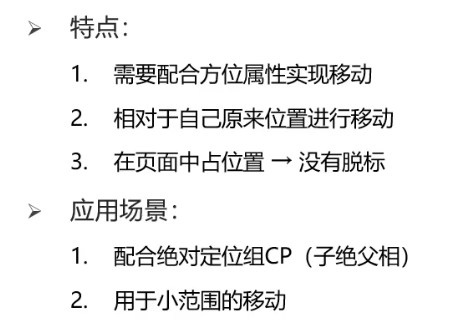 ➢ 特点：
1. 需要配合方位属性实现移动
2. 相对于自己原来位置进行移动
3. 在页面中占位置 → 没有脱标
➢ 应用场景：
1. 配合绝对定位组CP（子绝父相）
2. 用于小范围的移动